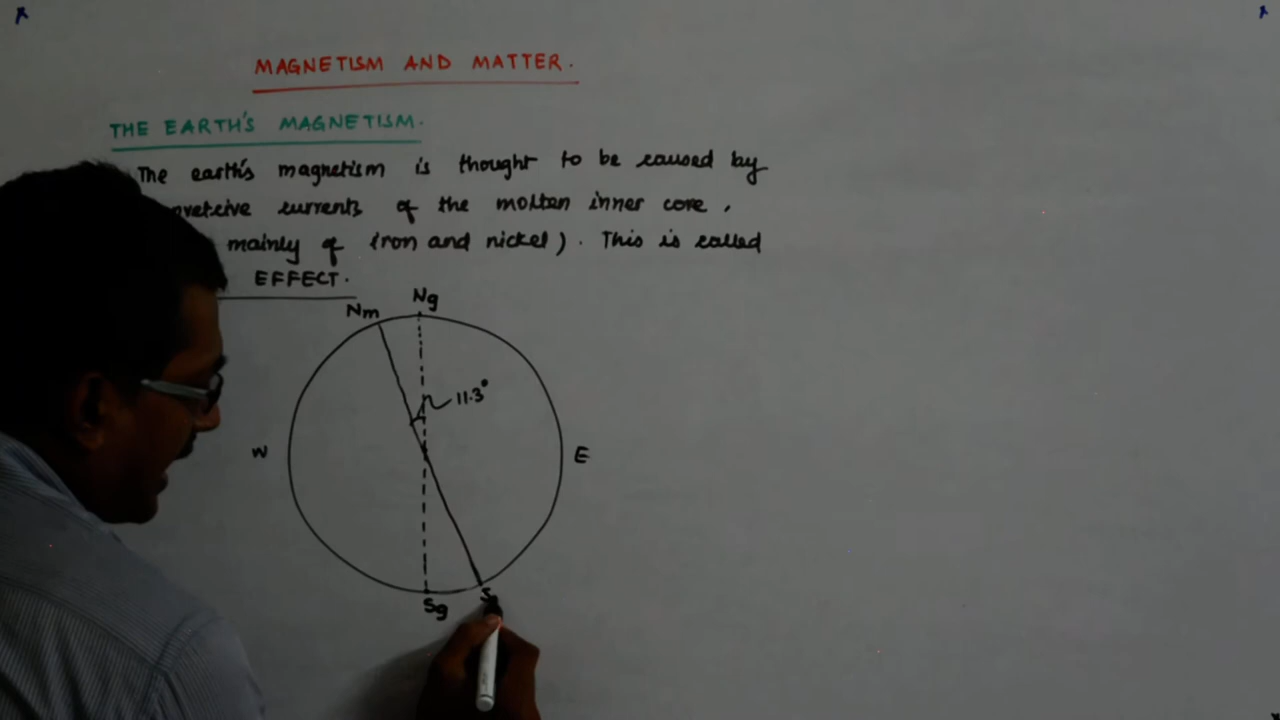 MAGNETISM AND MATTER.
THE EARTH'S MAGNETISM.
The earth's magnetism is thought to be caused by
currents of the molten inner core,
mainly of iron and nickel). This is called
EFFECT.
Ng
Nm
11.3°
W
E
Sg
S